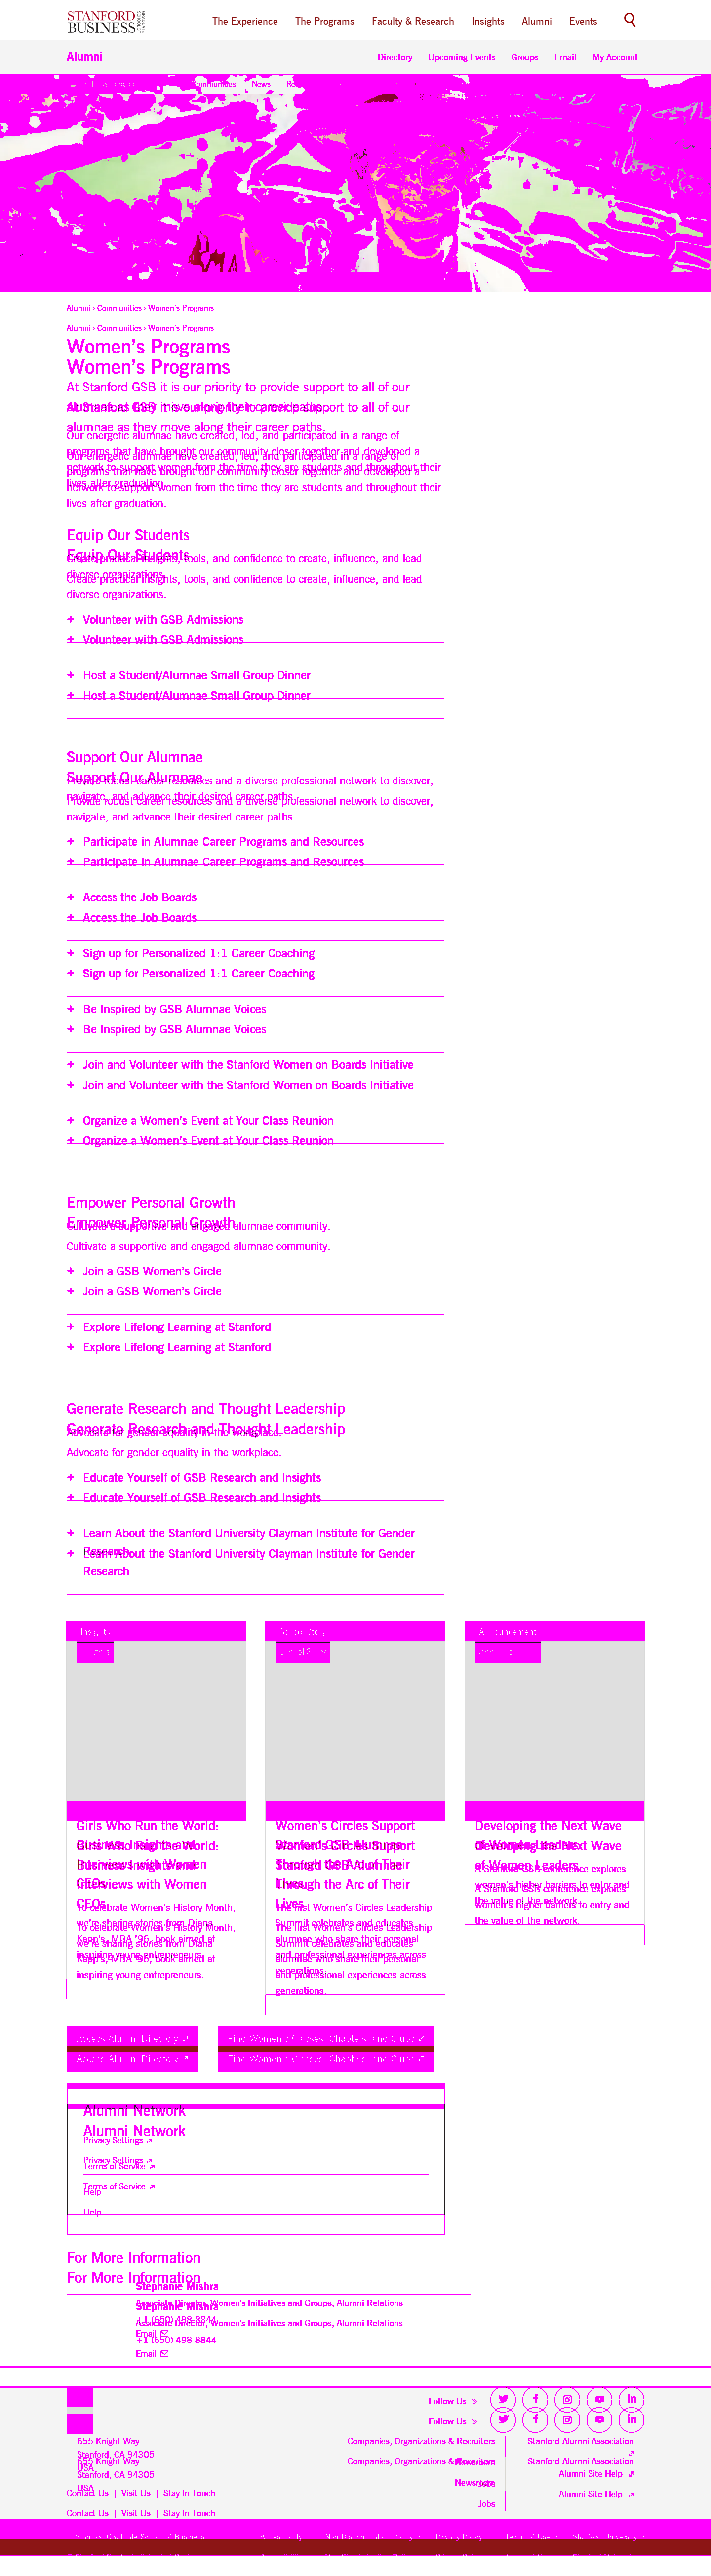 STANFORD
BUSINESS
The Experience The Programs Faculty & Research Insights Alumni Events
Alumni
Directory Upcoming Events Groups Email My Account
Communities News
Alumni › Communities › Women's Programs
Alumni › Communities › Women's Programs
Women's Programs
Women's Programs
At Stanford GSB it is our priority to provide support to all of our
alumnae as they move along their career paths.
At Stanford GSB it is our priority to provide support to all of our
alumnae as they move along their career paths.
Our energetic alumnae have created, led, and participated in a range of
programs that have brought our community closer together and developed a
Our energetic alumnae have created, led, and participated in a range of
network to support women from the time they are students and throughout their
programs that have brought our community closer together and developed a
lives after graduation.
network to support women from the time they are students and throughout their
lives after graduation.
Equip Our Students
Equip Our Students
Create practical insights, tools, and confidence to create, influence, and lead
diverse organizations.
Create practical insights, tools, and confidence to create, influence, and lead
diverse organizations.
+ Volunteer with GSB Admissions
+ Volunteer with GSB Admissions
+ Host a Student/Alumnae Small Group Dinner
+ Host a Student/Alumnae Small Group Dinner
Support Our Alumnae
Support Our Alumnae
Provide robust career resources and a diverse professional network to discover,
navigate, and advance their desired career paths.
Provide robust career resources and a diverse professional network to discover,
navigate, and advance their desired career paths.
+ Participate in Alumnae Career Programs and Resources
+ Participate in Alumnae Career Programs and Resources
+ Access the Job Boards
+ Access the Job Boards
+ Sign up for Personalized 1:1 Career Coaching
+ Sign up for Personalized 1:1 Career Coaching
+ Be Inspired by GSB Alumnae Voices
+ Be Inspired by GSB Alumnae Voices
+ Join and Volunteer with the Stanford Women on Boards Initiative
+ Join and Volunteer with the Stanford Women on Boards Initiative
+ Organize a Women's Event at Your Class Reunion
+ Organize a Women's Event at Your Class Reunion
Empower Personal Growth
Empower Personal Growth
Cultivate a supportive and engaged alumnae community.
Cultivate a supportive and engaged alumnae community.
+ Join a GSB Women's Circle
+ Join a GSB Women's Circle
+ Explore Lifelong Learning at Stanford
+ Explore Lifelong Learning at Stanford
Generate Research and Thought Leadership
Generate Research and Thought Leadership
Advocate for gender equality in the workplace.
Advocate for gender equality in the workplace.
+ Educate Yourself of GSB Research and Insights
+ Educate Yourself of GSB Research and Insights
+ Learn About the Stanford University Clayman Institute for Gender
Research
+ Learn About the Stanford University Clayman Institute for Gender
Research
Insights
Insights
Girls Who Run the World:
Business Insights and
Girls Who Run the World:
Interviews with Women
Business Insights and
CEOs
Interviews with Women
CEOs
To celebrate Women's History Month,
we're sharing stories from Diana
To celebrate Women's History Month,
Kapp's, MBA '96, book aimed at
we're sharing stories from Diana
inspiring young entrepreneurs.
Kapp's, MBA '96, book aimed at
inspiring young entrepreneurs.
School Story
School Story
Women's Circles Support
Stanford GSB Alumnae
Women's Circles Support
Through the Arc of Their
Stanford GSB Alumnae
Lives
Through the Arc of Their
Lives
The first Women's Circles Leadership
Summit celebrates and educates
The first Women's Circles Leadership
alumnae who share their personal
Summit celebrates and educates
and professional experiences across
alumnae who share their personal
generations.
and professional experiences across
generations.
Announcement
Announcement
Developing the Next Wave
of Women Leaders
Developing the Next Wave
of Women Leaders
A Stanford GSB conference explores
women's higher barriers to entry and
A Stanford GSB conference explores
the value of the network.
women's higher barriers to entry and
the value of the network.
Access Alumni Directory Find Women's Classes, Chapters, and Clubs
Access Alumni Directory Find Women's Classes, Chapters, and Clubs
Alumni Network
Alumni Network
Privacy Settings
Privacy Settings
Terms of Service
Terms of Service
Help
Help
For More Information
For More Information
Stephanie Mishra
Associate Director, Women's Initiatives and Groups, Alumni Relations
Stephanie Mishra
+1 (650) 498-8844
Associate Director, Women's Initiatives and Groups, Alumni Relations
Email
+1 (650) 498-8844
Email
Follow Us »
Follow Us »
655 Knight Way
Stanford, CA 94305
USA
655 Knight Way
Stanford, CA 94305
USA
Contact Us | Visit Us | Stay In Touch
Contact Us | Visit Us | Stay In Touch
Companies, Organizations & Recruiters
Companies, Organizations & Recruiters
Newsroom
Newsroom
Jobs
Jobs
Stanford Alumni Association
Stanford Alumni Association
Alumni Site Help
Alumni Site Help
© Stanford Graduate School of Business Accessibility Non-Discrimination Policy Privacy Policy Terms of Use Stanford University